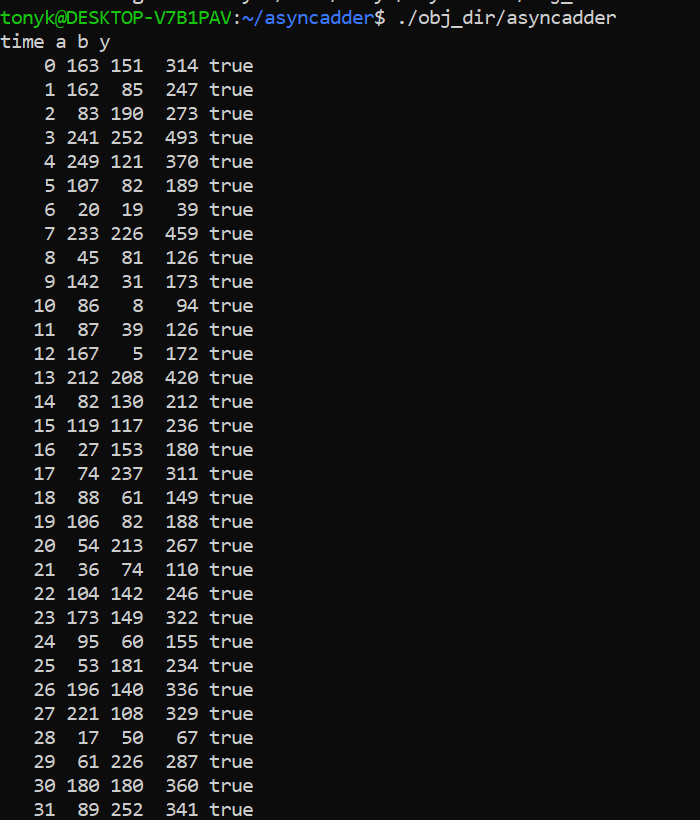 tonyk@DESKTOP-V7B1PAV:~/asyncadder$ ./obj_dir/asyncadder
time a b y
    0 163 151  314 true
    1 162  85  247 true
    2  83 190  273 true
    3 241 252  493 true
    4 249 121  370 true
    5 107  82  189 true
    6  20  19   39 true
    7 233 226  459 true
    8  45  81  126 true
    9 142  31  173 true
   10  86   8   94 true
   11  87  39  126 true
   12 167   5  172 true
   13 212 208  420 true
   14  82 130  212 true
   15 119 117  236 true
   16  27 153  180 true
   17  74 237  311 true
   18  88  61  149 true
   19 106  82  188 true
   20  54 213  267 true
   21  36  74  110 true
   22 104 142  246 true
   23 173 149  322 true
   24  95  60  155 true
   25  53 181  234 true
   26 196 140  336 true
   27 221 108  329 true
   28  17  50   67 true
   29  61 226  287 true
   30 180 180  360 true
   31  89 252  341 true